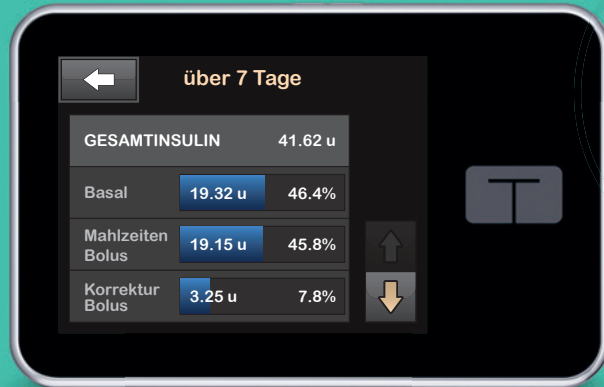 über 7 Tage
GESAMTINSULIN 41.62 u
Basal 19.32 u 46.4%
Mahlzeiten
Bolus 19.15 u 45.8%
Korrektur
Bolus 3.25 u 7.8%